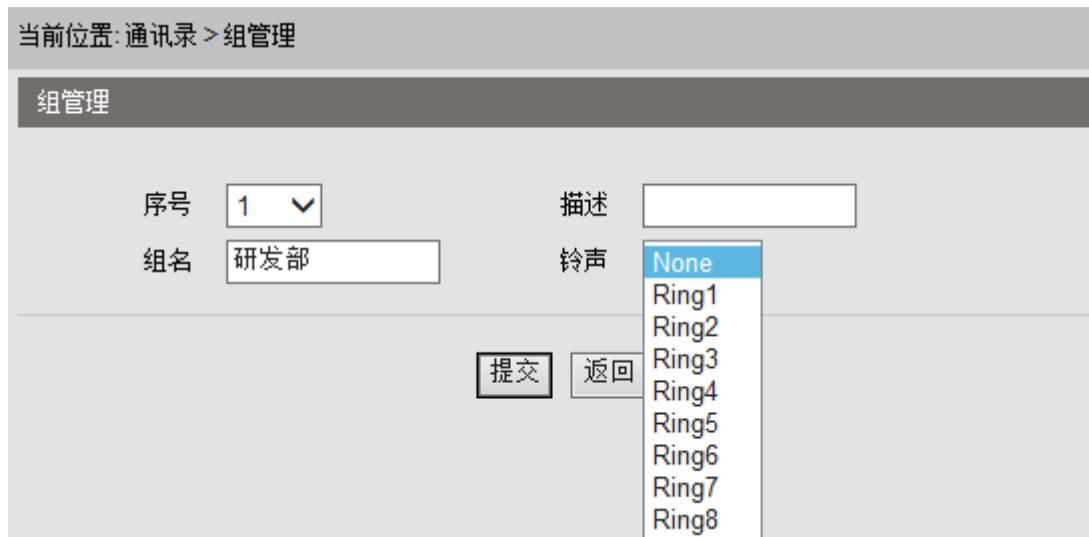 当前位置: 通讯录 > 组管理
组管理
序号 1 描述
组名 研发部 铃声 None
Ring1
Ring2
Ring3
Ring4
Ring5
Ring6
Ring7
Ring8
提交 返回